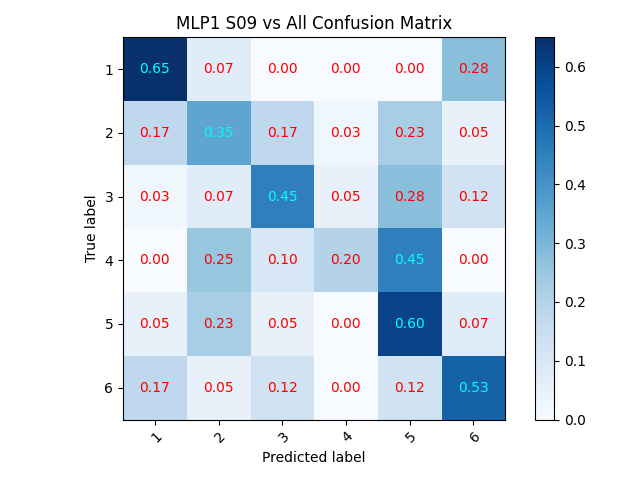 MLP1 S09 vs All Confusion Matrix
True label
1 0.65 0.07 0.00 0.00 0.00 0.28
2 0.17 0.35 0.17 0.03 0.23 0.05
3 0.03 0.07 0.45 0.05 0.28 0.12
4 0.00 0.25 0.10 0.20 0.45 0.00
5 0.05 0.23 0.05 0.00 0.60 0.07
6 0.17 0.05 0.12 0.00 0.12 0.53
1 2 3 4 5 6
Predicted label
0.6
0.5
0.4
0.3
0.2
0.1
0.0